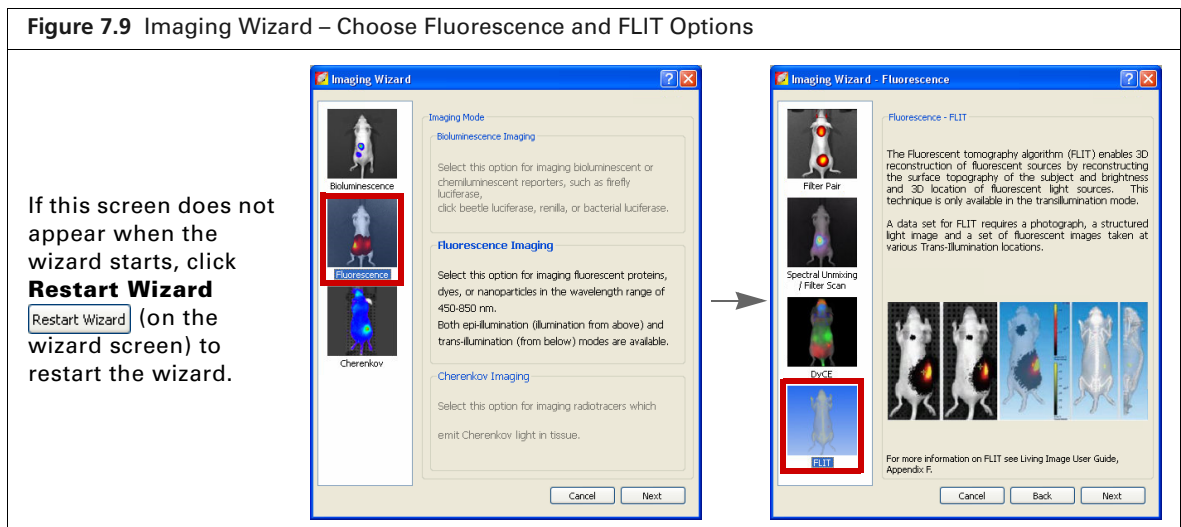 Figure 7.9 Imaging Wizard – Choose Fluorescence and FLIT Options
If this screen does not
appear when the
wizard starts, click
Restart Wizard
Restart Wizard (on the
wizard screen) to
restart the wizard.
Imaging Wizard
Bioluminescence
Fluorescence
Cherenkov
Imaging Mode
Bioluminescence Imaging
Select this option for imaging bioluminescent or
chemiluminescent reporters, such as firefly
luciferase,
click beetle luciferase, renilla, or bacterial luciferase.
Fluorescence Imaging
Select this option for imaging fluorescent proteins,
dyes, or nanoparticles in the wavelength range of
450-850 nm.
Both epi-illumination (illumination from above) and
trans-illumination (from below) modes are available.
Cherenkov Imaging
Select this option for imaging radiotracers which
emit Cherenkov light in tissue.
Cancel
Next
Imaging Wizard - Fluorescence
Filter Pair
Spectral Unmixing
/ Filter Scan
DyCE
FLIT
Fluorescence - FLIT
The Fluorescent tomography algorithm (FLIT) enables 3D
reconstruction of fluorescent sources by reconstructing
the surface topography of the subject and brightness
and 3D location of fluorescent light sources. This
technique is only available in the transillumination mode.
A data set for FLIT requires a photograph, a structured
light image and a set of fluorescent images taken at
various Trans-Illumination locations.
For more information on FLIT see Living Image User Guide,
Appendix F.
Cancel
Back
Next